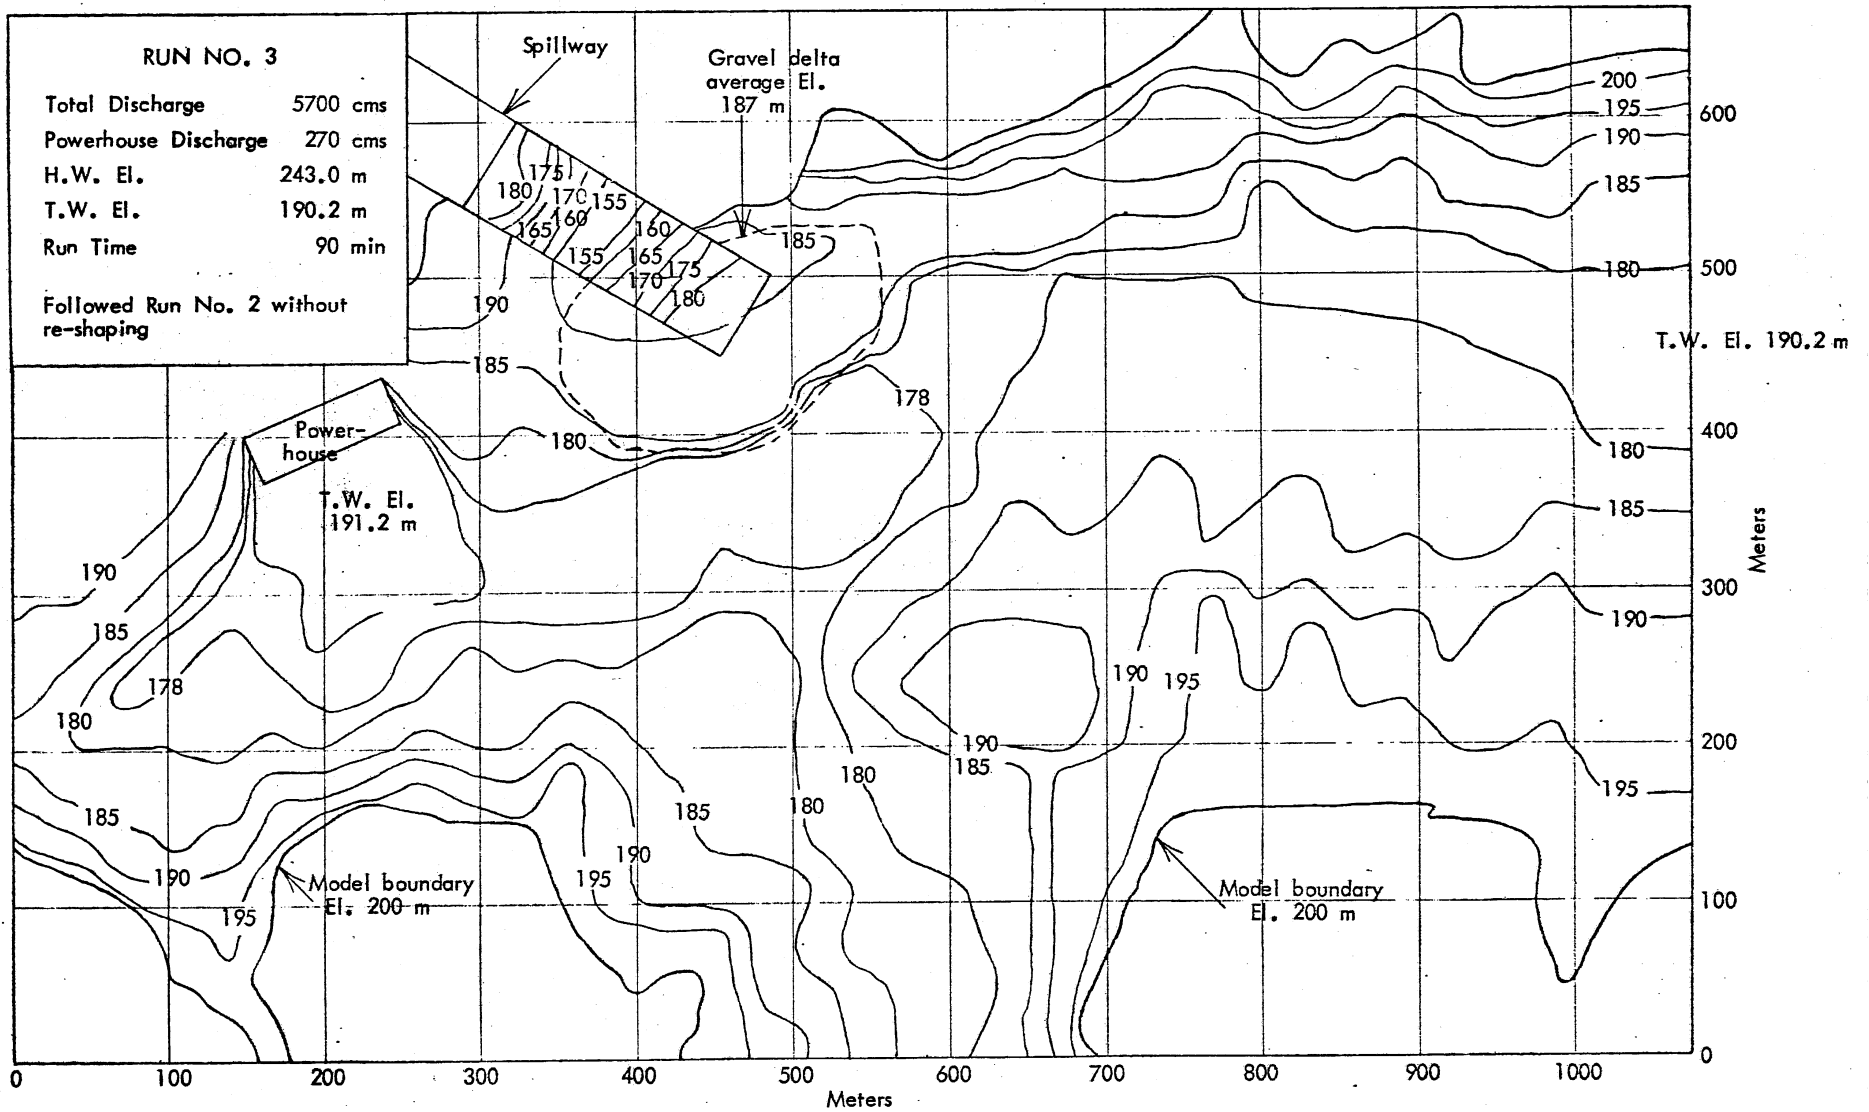 RUN NO. 3
Total Discharge 5700 cms
Powerhouse Discharge 270 cms
H.W. El. 243.0 m
T.W. El. 190.2 m
Run Time 90 min
Followed Run No. 2 without
re-shaping
Spillway
Gravel delta
average El.
187 m
175
180
170
155
165
160
155
160
165
170
175
180
185
190
185
180
178
200
195
190
185
180
600
500
T.W. El. 190.2 m
400
180
185
300
Meters
190
200
195
100
0
Power-
house
T.W. El.
191.2 m
190
185
178
180
185
190
195
Model boundary
El. 200 m
195
190
185
180
180
190
185
190
195
Model boundary
El. 200 m
0 100 200 300 400 500 600 700 800 900 1000
Meters